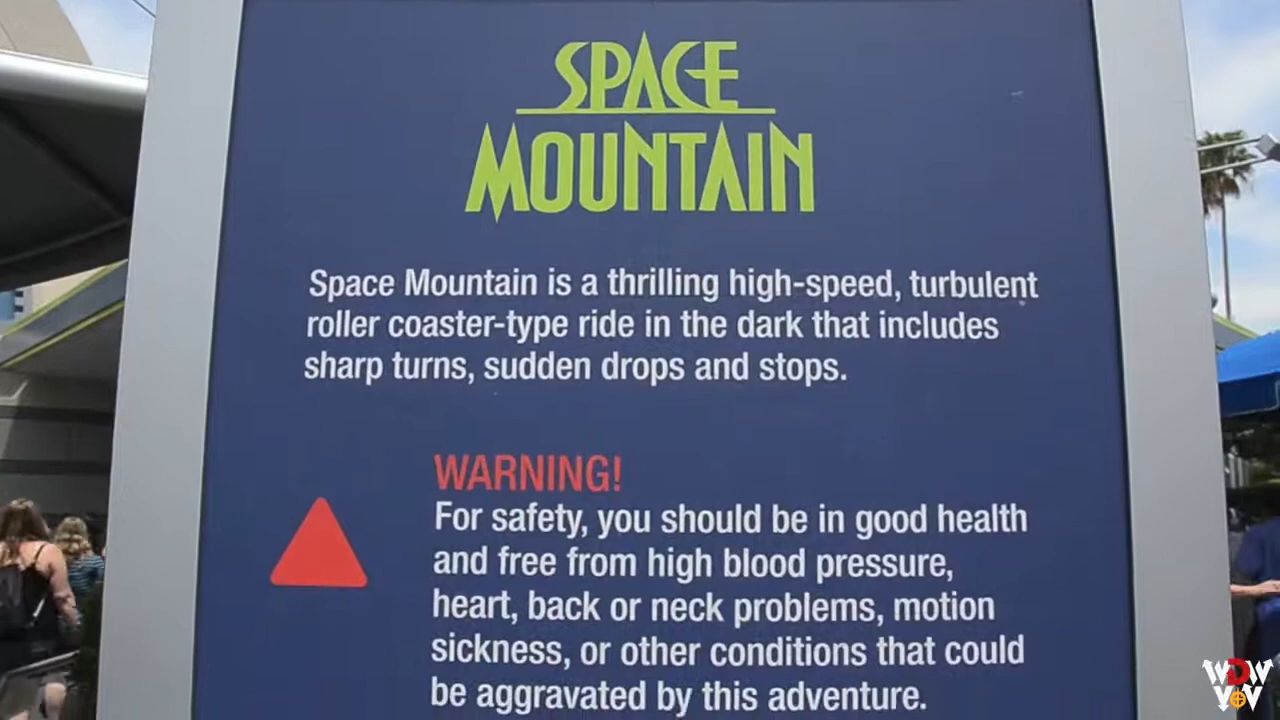 SPACE
MOUNTAIN
Space Mountain is a thrilling high-speed, turbulent
roller coaster-type ride in the dark that includes
sharp turns, sudden drops and stops.
WARNING!
For safety, you should be in good health
and free from high blood pressure,
heart, back or neck problems, motion
sickness, or other conditions that could
be aggravated by this adventure.
WDW
VOW